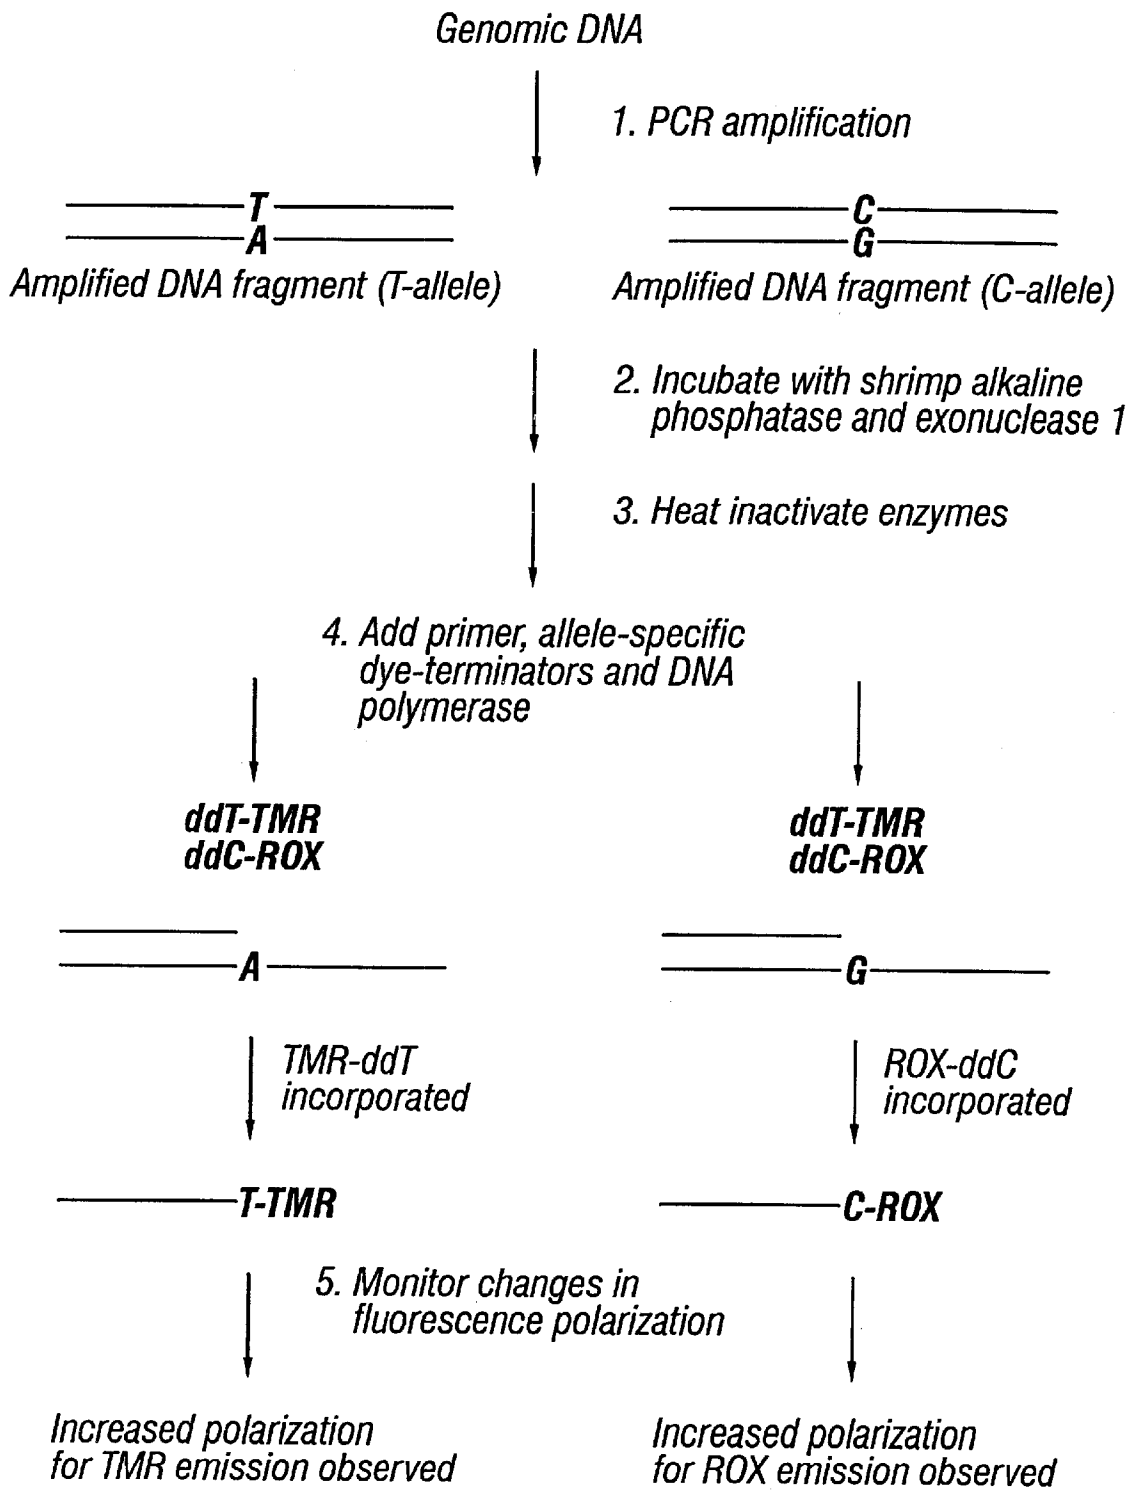 Genomic DNA
1. PCR amplification
T
A
Amplified DNA fragment (T-allele)
C
G
Amplified DNA fragment (C-allele)
2. Incubate with shrimp alkaline
phosphatase and exonuclease 1
3. Heat inactivate enzymes
4. Add primer, allele-specific
dye-terminators and DNA
polymerase
ddT-TMR
ddC-ROX
ddT-TMR
ddC-ROX
A
G
TMR-ddT
incorporated
ROX-ddC
incorporated
T-TMR
C-ROX
5. Monitor changes in
fluorescence polarization
Increased polarization
for TMR emission observed
Increased polarization
for ROX emission observed